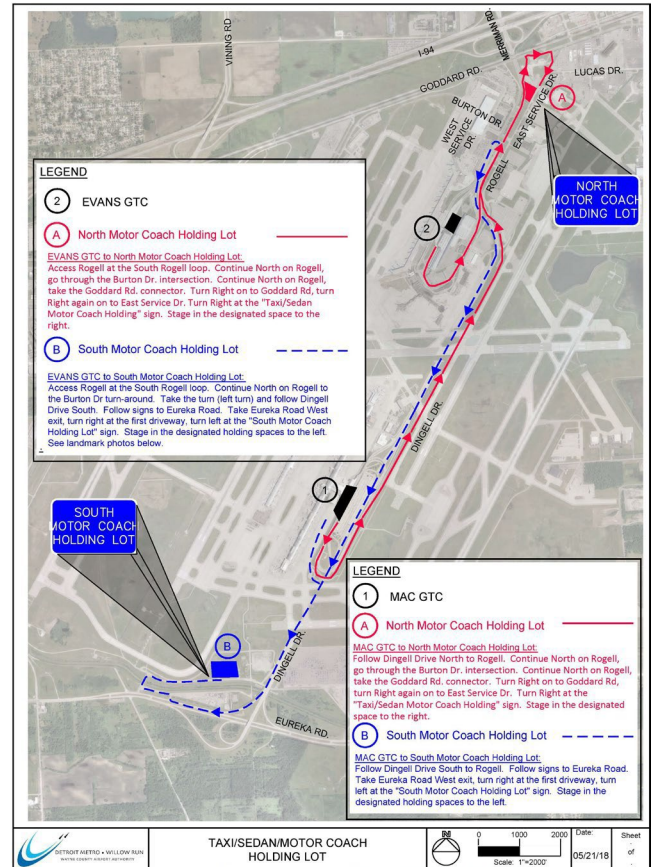 VINING RD
I-94
MERRIMAN RD.
GODDARD RD.
LUCAS DR.
BURTON DR.
WEST
SERVICE
DR.
EAST SERVICE DR.
A
ROGELL
NORTH
MOTOR COACH
HOLDING LOT
2
LEGEND
2 EVANS GTC
A North Motor Coach Holding Lot
EVANS GTC to North Motor Coach Holding Lot:
Access Rogell at the South Rogell loop. Continue North on Rogell,
go through the Burton Dr. intersection. Continue North on Rogell,
take the Goddard Rd. connector. Turn Right on to Goddard Rd, turn
Right again on to East Service Dr. Turn Right at the "Taxi/Sedan
Motor Coach Holding" sign. Stage in the designated space to the
right.
B South Motor Coach Holding Lot
EVANS GTC to South Motor Coach Holding Lot:
Access Rogell at the South Rogell loop. Continue North on Rogell to
the Burton Dr turn-around. Take the turn (left turn) and follow Dingell
Drive South. Follow signs to Eureka Road. Take Eureka Road West
exit, turn right at the first driveway, turn left at the "South Motor Coach
Holding Lot" sign. Stage in the designated holding spaces to the left.
See landmark photos below.
DINGELL DR.
1
SOUTH
MOTOR COACH
HOLDING LOT
B
DINGELL DR.
EUREKA RD.
LEGEND
1 MAC GTC
A North Motor Coach Holding Lot
MAC GTC to North Motor Coach Holding Lot:
Follow Dingell Drive North to Rogell. Continue North on Rogell,
go through the Burton Dr. intersection. Continue North on Rogell,
take the Goddard Rd. connector. Turn Right on to Goddard Rd,
turn Right again on to East Service Dr. Turn Right at the
"Taxi/Sedan Motor Coach Holding" sign. Stage in the designated
space to the right.
B South Motor Coach Holding Lot
MAC GTC to South Motor Coach Holding Lot:
Follow Dingell Drive South to Rogell. Follow signs to Eureka Road.
Take Eureka Road West exit, turn right at the first driveway, turn
left at the "South Motor Coach Holding Lot" sign. Stage in the
designated holding spaces to the left.
DETROIT METRO • WILLOW RUN
WAYNE COUNTY AIRPORT AUTHORITY
TAXI/SEDAN/MOTOR COACH
HOLDING LOT
N
0 1000 2000
Scale: 1"=2000'
Date:
05/21/18
Sheet
of